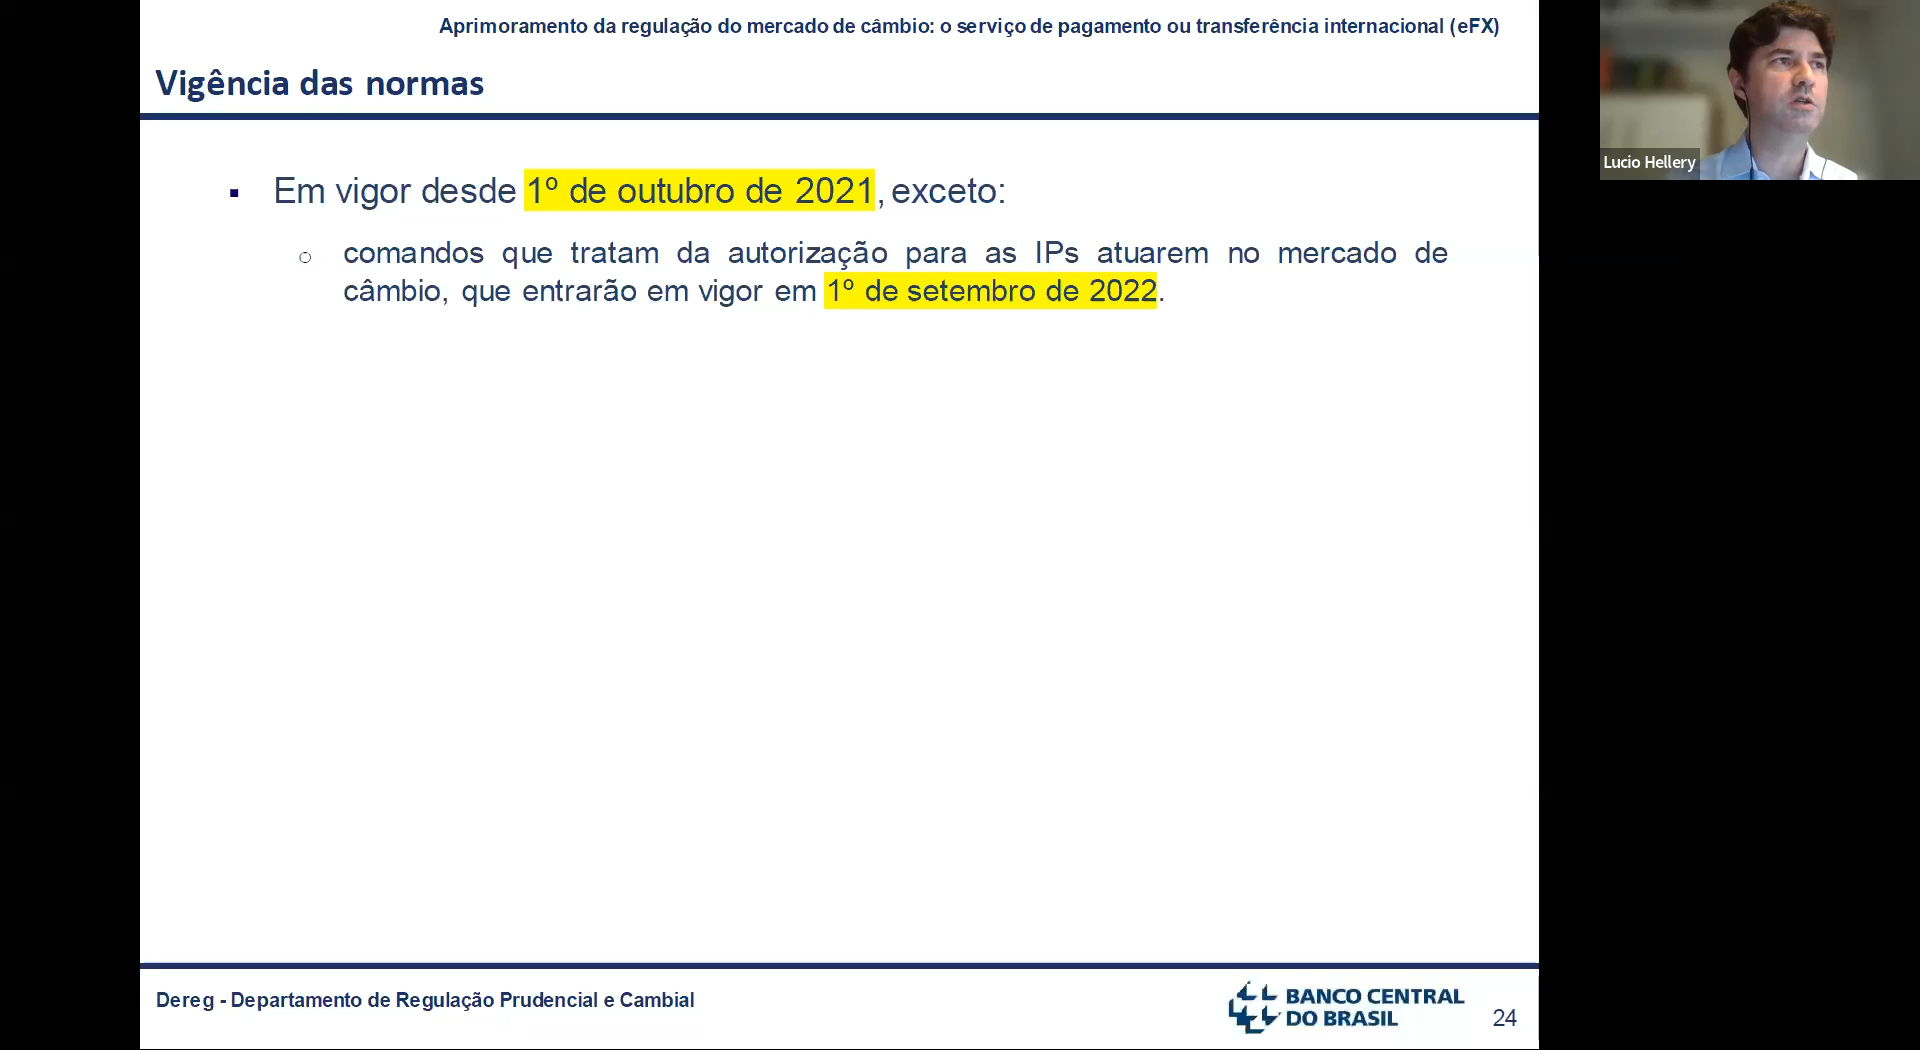 Aprimoramento da regulação do mercado de câmbio: o serviço de pagamento ou transferência internacional (eFX)
Vigência das normas
Lucio Hellery
▪ Em vigor desde 1º de outubro de 2021, exceto:
○ comandos que tratam da autorização para as IPs atuarem no mercado de
câmbio, que entrarão em vigor em 1º de setembro de 2022.
Dereg - Departamento de Regulação Prudencial e Cambial
BANCO CENTRAL
DO BRASIL
24